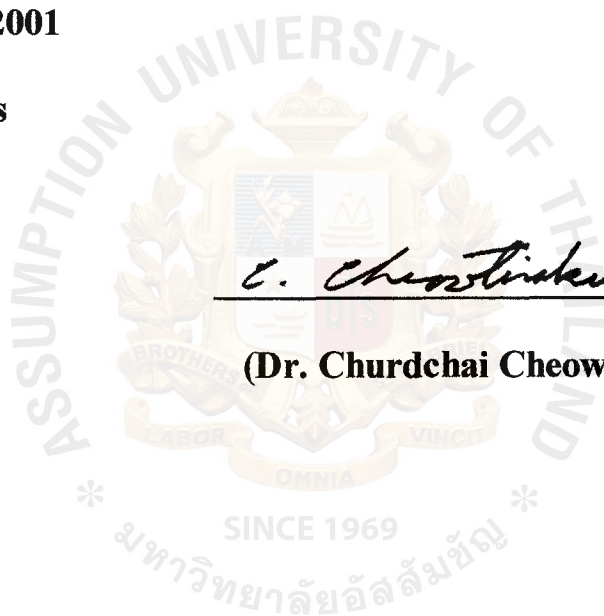 2001
s
UNIVERSITY OF THAILAND
ASSUMPTION
C. Cheowtirakul
(Dr. Churdchai Cheow
BROTHERS
GABRIEL
LABOR
VINCIT
OMNIA
SINCE 1969
มหาวิทยาลัยอัสสัมชัญ